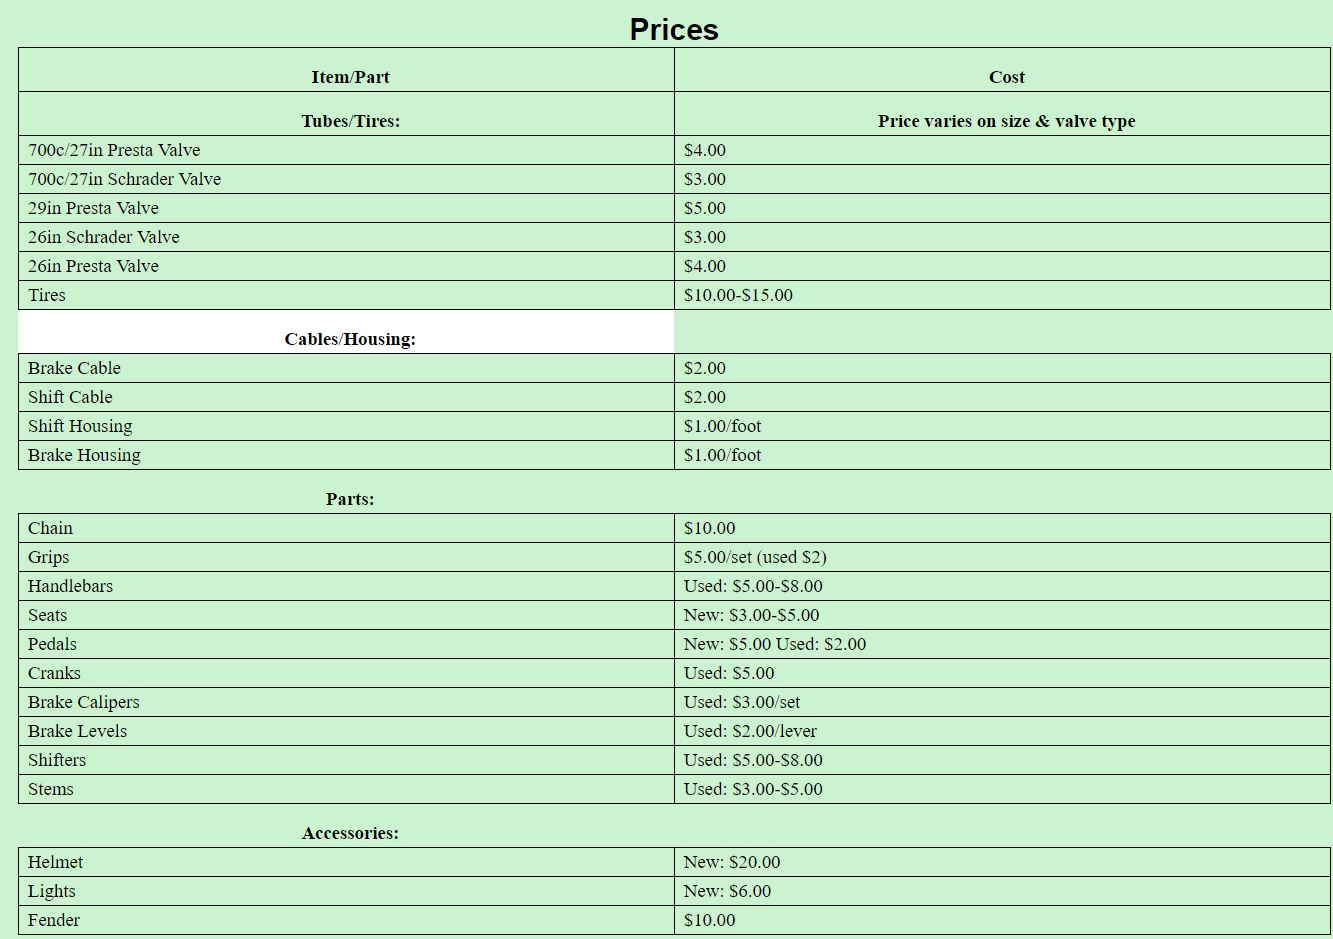 Prices
Item/Part Cost
Tubes/Tires: Price varies on size & valve type
700c/27in Presta Valve $4.00
700c/27in Schrader Valve $3.00
29in Presta Valve $5.00
26in Schrader Valve $3.00
26in Presta Valve $4.00
Tires $10.00-$15.00
Cables/Housing:
Brake Cable $2.00
Shift Cable $2.00
Shift Housing $1.00/foot
Brake Housing $1.00/foot
Parts:
Chain $10.00
Grips $5.00/set (used $2)
Handlebars Used: $5.00-$8.00
Seats New: $3.00-$5.00
Pedals New: $5.00 Used: $2.00
Cranks Used: $5.00
Brake Calipers Used: $3.00/set
Brake Levels Used: $2.00/lever
Shifters Used: $5.00-$8.00
Stems Used: $3.00-$5.00
Accessories:
Helmet New: $20.00
Lights New: $6.00
Fender $10.00